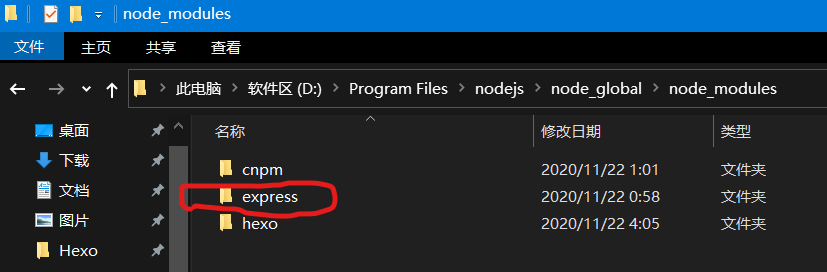 node_modules
文件 主页 共享 查看
此电脑 软件区 (D:) Program Files nodejs node_global node_modules
桌面
下载
文档
图片
Hexo
名称 修改日期 类型
cnpm 2020/11/22 1:01 文件夹
express 2020/11/22 0:58 文件夹
hexo 2020/11/22 4:05 文件夹